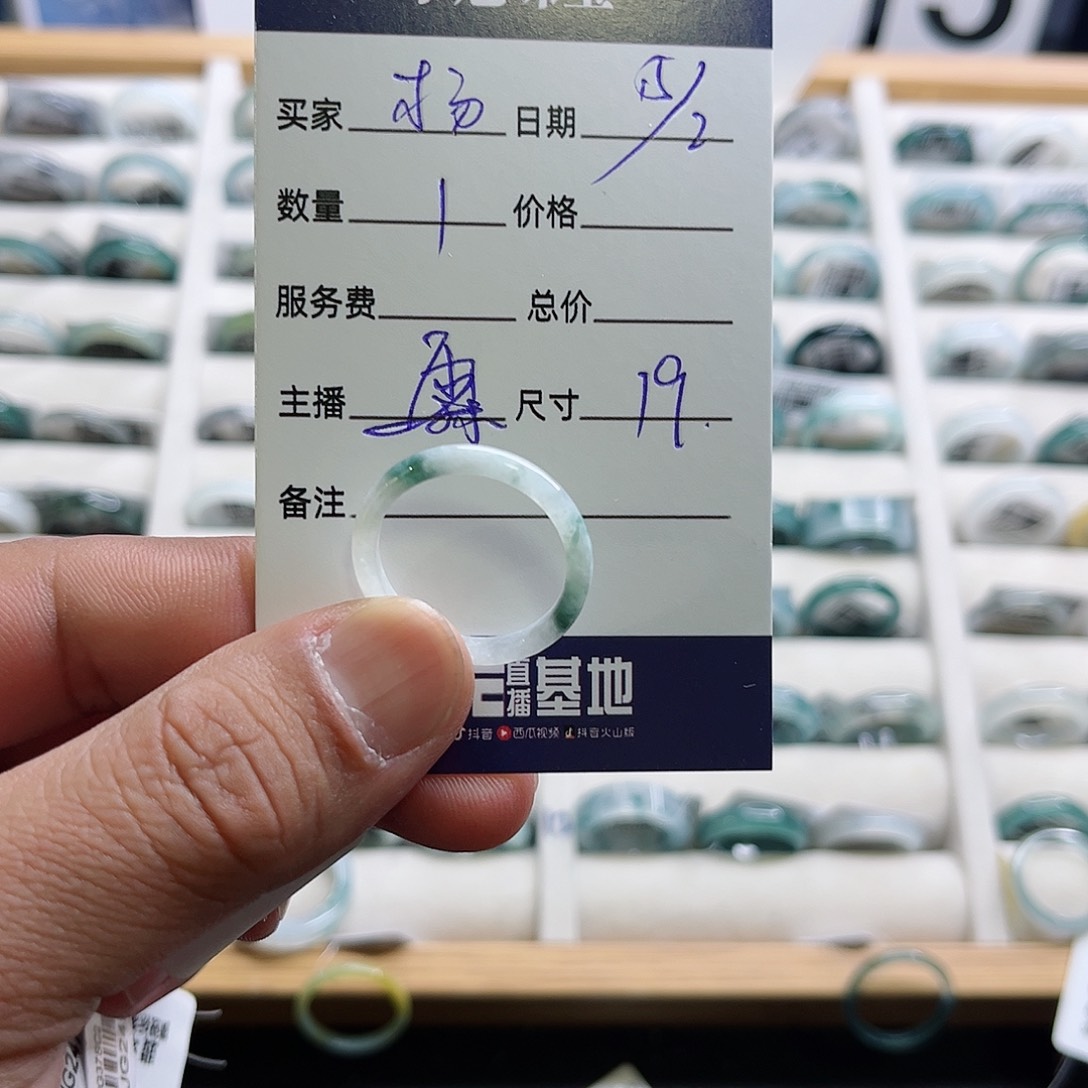 5
买家 杨 日期 15/2
数量 1 价格
服务费 总价
主播 尺寸 19.
备注
直播基地
抖音 西瓜视频 抖音火山版